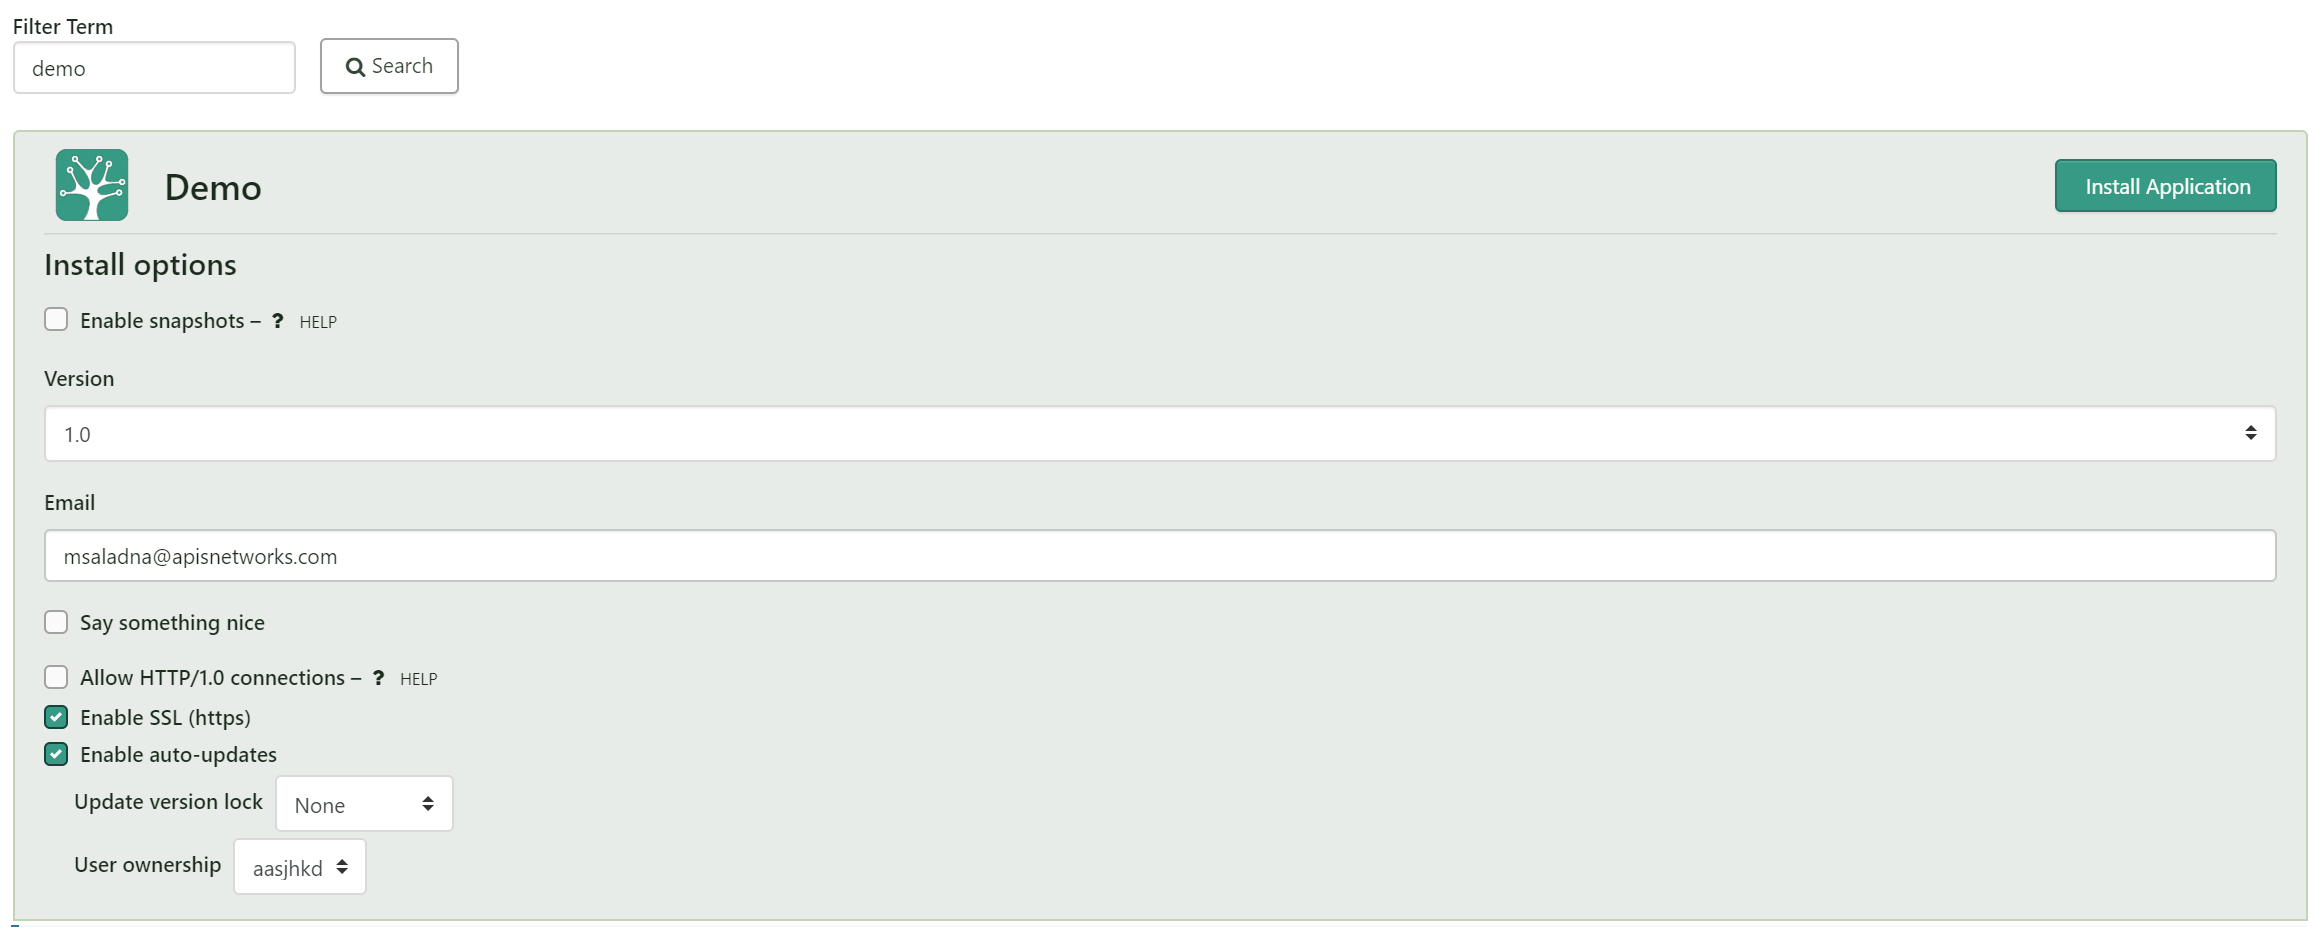 Filter Term
demo
Search
Demo
Install Application
Install options
Enable snapshots – ? HELP
Version
1.0
Email
msaladna@apisnetworks.com
Say something nice
Allow HTTP/1.0 connections – ? HELP
Enable SSL (https)
Enable auto-updates
Update version lock None
User ownership aasjhkd